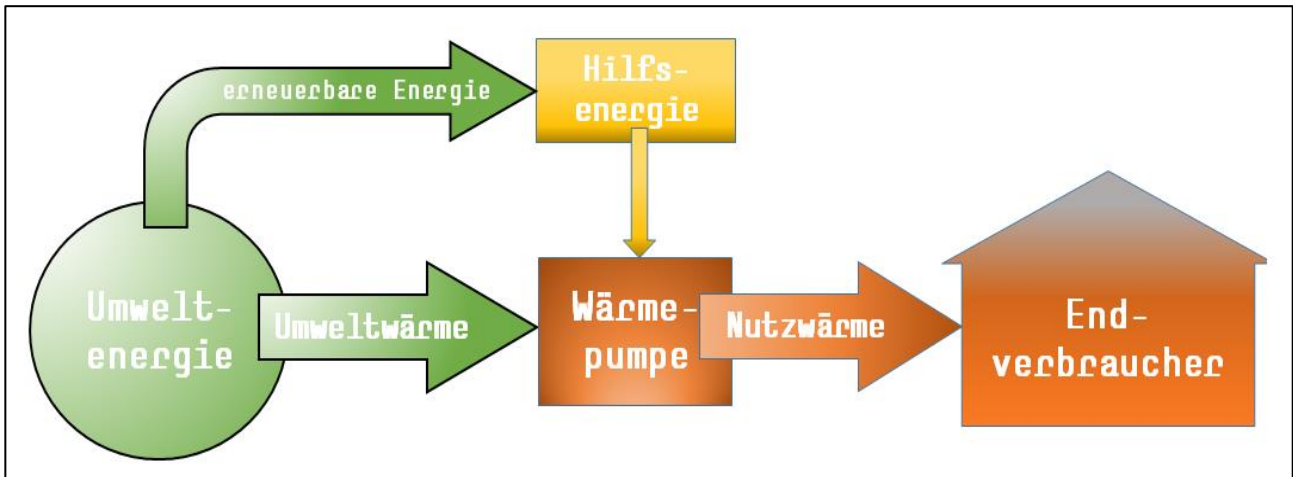 erneuerbare Energie
Hilfs-
energie
Umwelt-
energie
Umweltwärme
Wärme-
pumpe
Nutzwärme
End-
verbraucher